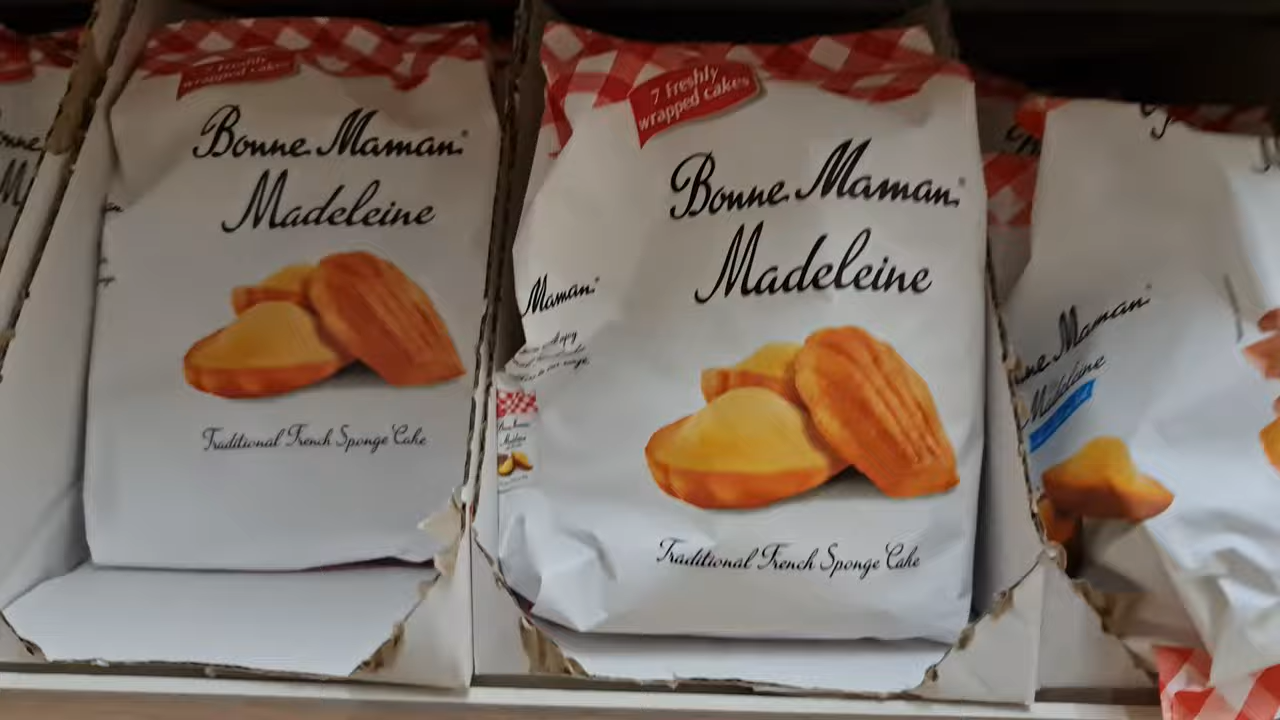 7 Freshly
wrapped cakes
Bonne Maman
Madeleine
Traditional French Sponge Cake
7 Freshly
wrapped cakes
Bonne Maman
Madeleine
Maman
Traditional French Sponge Cake
Maman
Madeleine